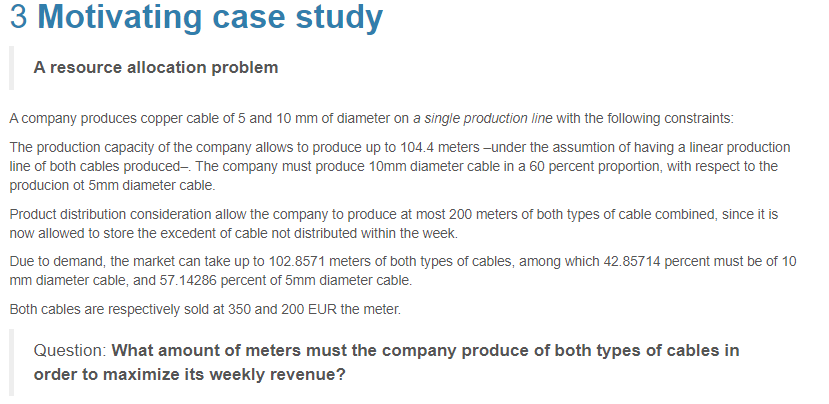 3 Motivating case study
A resource allocation problem
A company produces copper cable of 5 and 10 mm of diameter on a single production line with the following constraints:
The production capacity of the company allows to produce up to 104.4 meters –under the assumtion of having a linear production
line of both cables produced–. The company must produce 10mm diameter cable in a 60 percent proportion, with respect to the
producion ot 5mm diameter cable.
Product distribution consideration allow the company to produce at most 200 meters of both types of cable combined, since it is
now allowed to store the excedent of cable not distributed within the week.
Due to demand, the market can take up to 102.8571 meters of both types of cables, among which 42.85714 percent must be of 10
mm diameter cable, and 57.14286 percent of 5mm diameter cable.
Both cables are respectively sold at 350 and 200 EUR the meter.
Question: What amount of meters must the company produce of both types of cables in
order to maximize its weekly revenue?